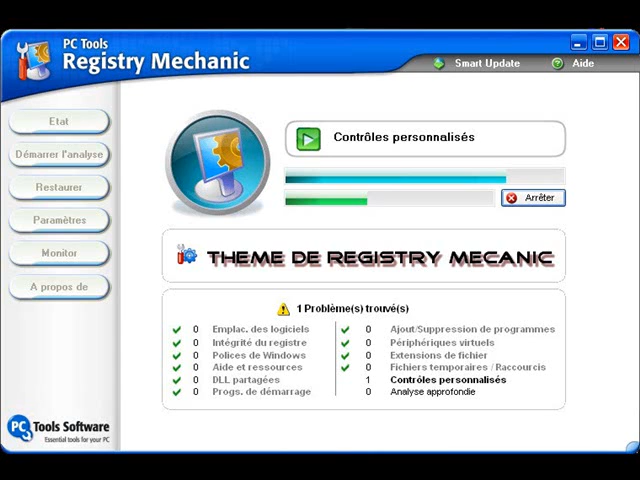 PC Tools
Registry Mechanic
Smart Update
Aide
Etat
Démarrer l'analyse
Restaurer
Paramètres
Monitor
A propos de
Contrôles personnalisés
Arrêter
THEME DE REGISTRY MECANIC
1 Problème(s) trouvé(s)
0 Emplac. des logiciels
0 Intégrité du registre
0 Polices de Windows
0 Aide et ressources
0 DLL partagées
0 Progs. de démarrage
0 Ajout/Suppression de programmes
0 Périphériques virtuels
0 Extensions de fichier
0 Fichiers temporaires / Raccourcis
1 Contrôles personnalisés
0 Analyse approfondie
PC Tools Software
Essential tools for your PC